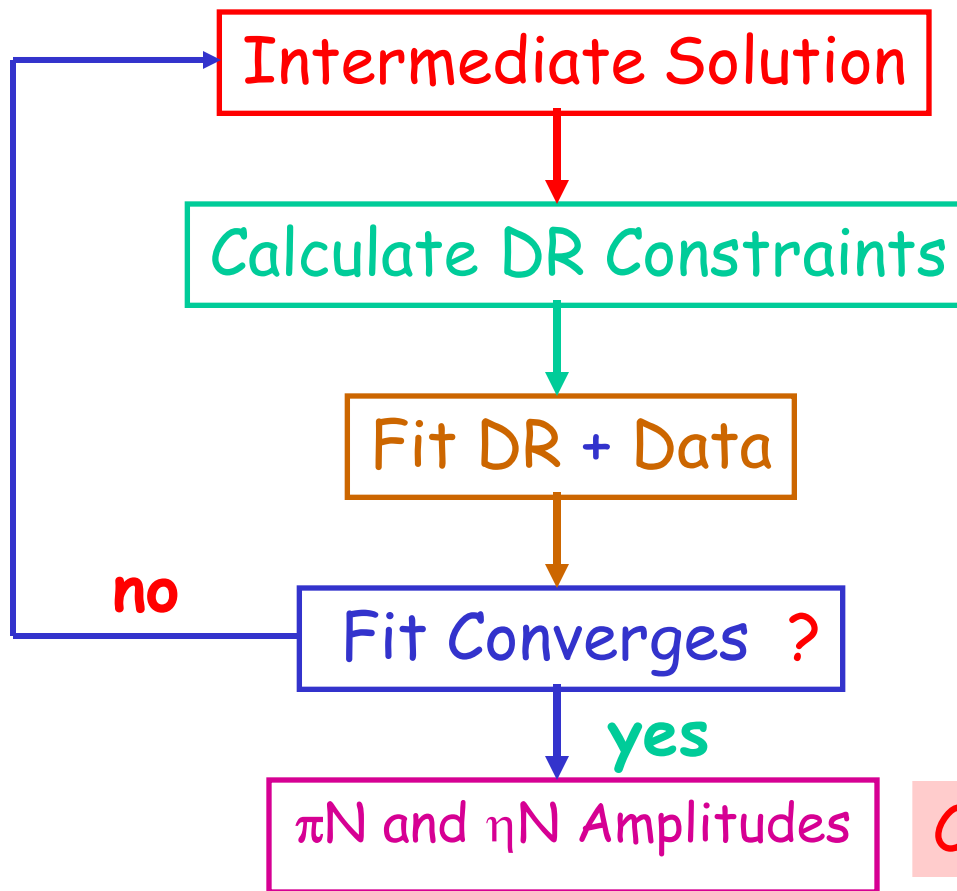 Intermediate Solution
Calculate DR Constraints
Fit DR + Data
no
Fit Converges ?
yes
πN and ηN Amplitudes